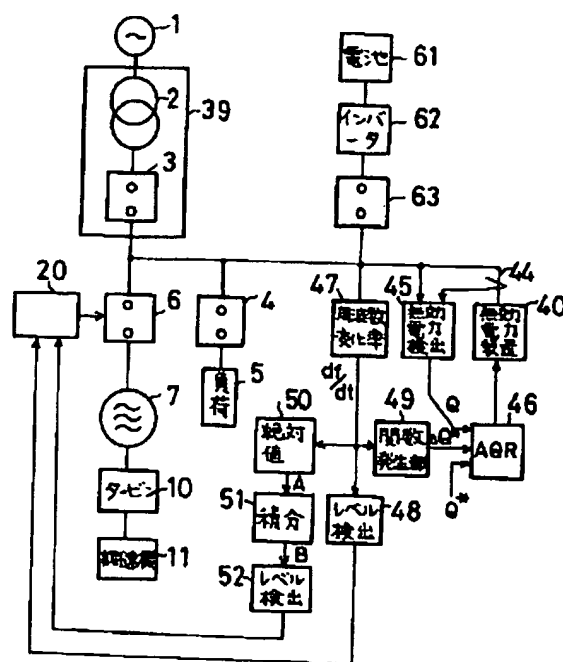 1
2
39
3
電池
61
インバ
ータ
62
63
20
6
4
負荷
5
7
タービン
10
調速機
11
47
周波数
変化率
df/dt
45
無効
電力
検出
44
無効
電力
装置
40
50
絶対
値
A
51
積分
B
52
レベル
検出
49
関数
発生部
レベル
検出
48
Q
ΔQ*
Q*
46
AQR